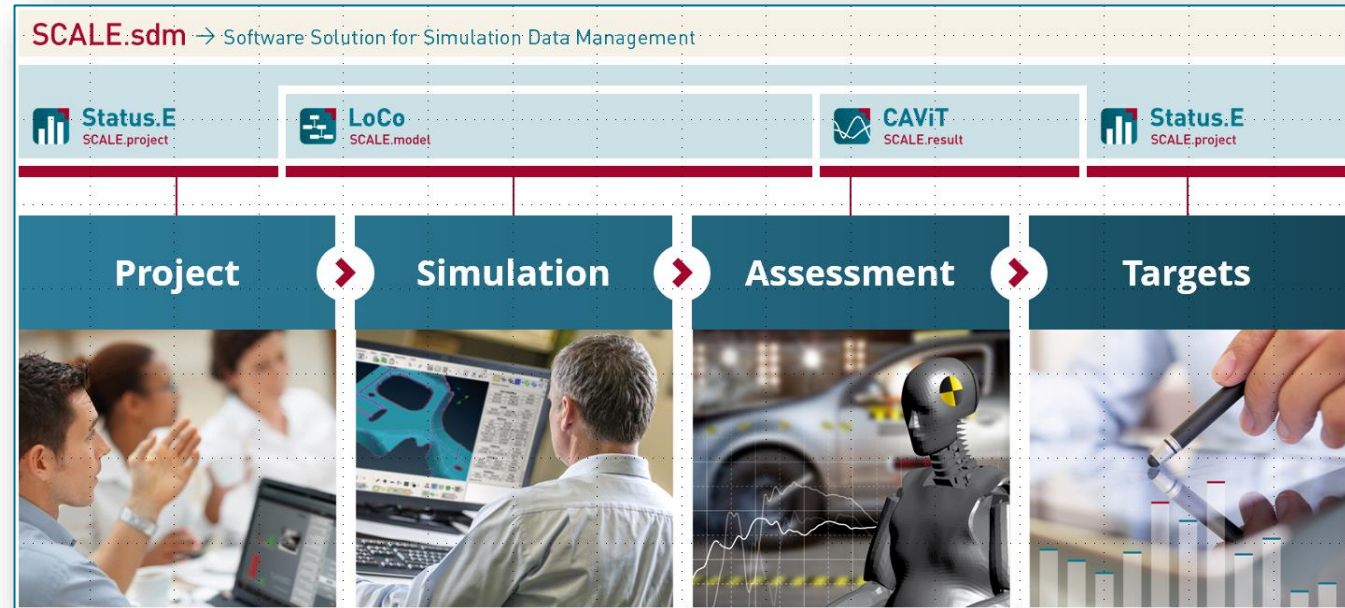 SCALE.sdm → Software Solution for Simulation Data Management
Status.E
SCALE.project
LoCo
SCALE.model
CAViT
SCALE.result
Status.E
SCALE.project
Project
Simulation
Assessment
Targets